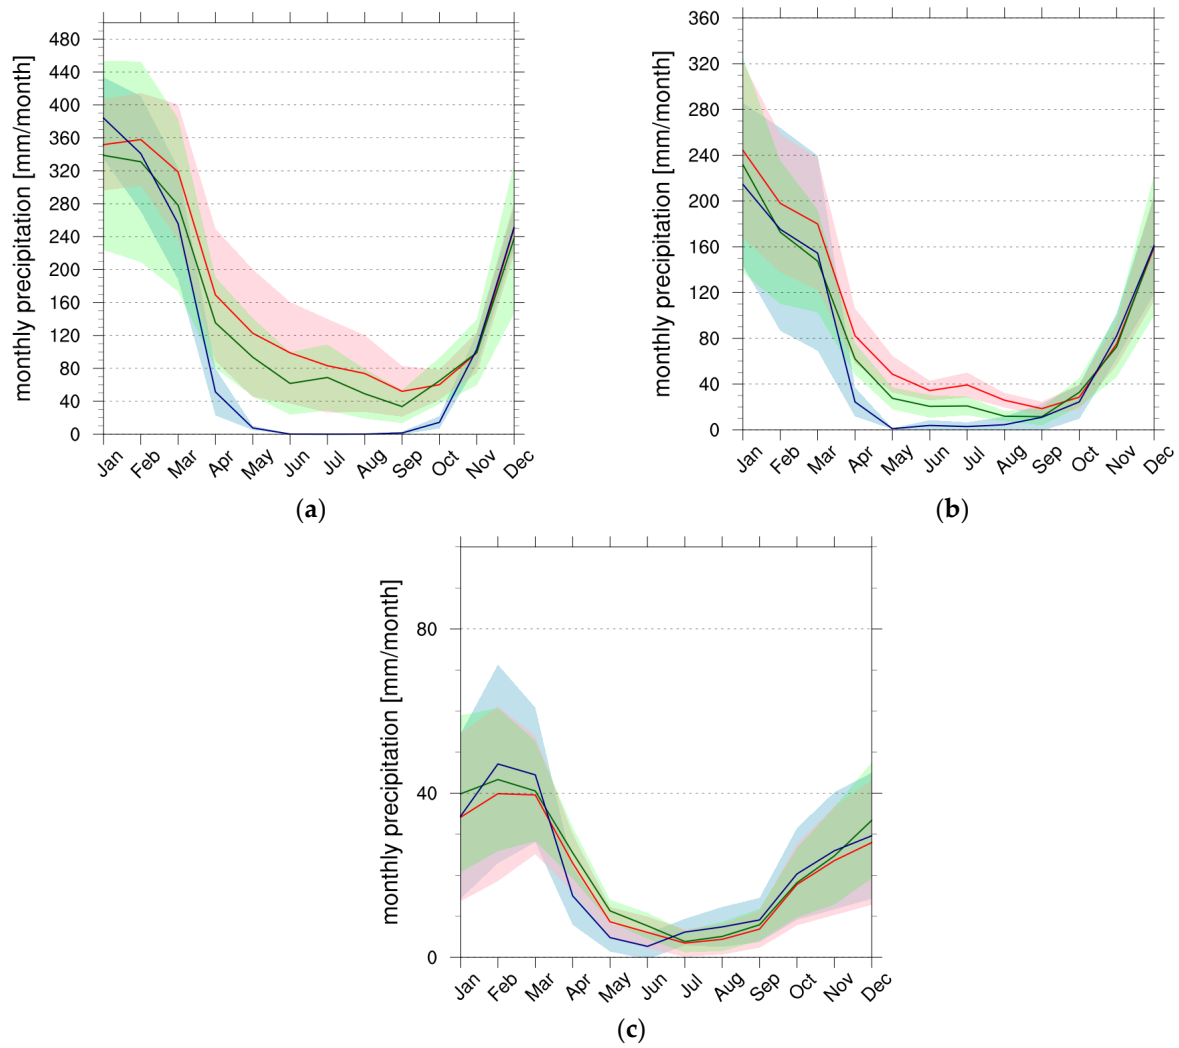 monthly precipitation [mm/month]
480
440
400
360
320
280
240
200
160
120
80
40
0
Jan Feb Mar Apr May Jun Jul Aug Sep Oct Nov Dec
(a)
monthly precipitation [mm/month]
360
320
280
240
200
160
120
80
40
0
Jan Feb Mar Apr May Jun Jul Aug Sep Oct Nov Dec
(b)
monthly precipitation [mm/month]
80
40
0
Jan Feb Mar Apr May Jun Jul Aug Sep Oct Nov Dec
(c)